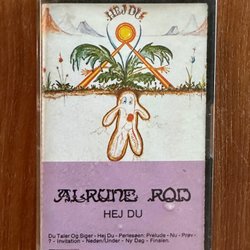 HEJ DU
ALRUNE ROD
HEJ DU
Du Taler Og Siger - Hej Du - Perlesøen: Prelude - Nu - Prøv -
? - Invitation - Neden/Under - Ny Dag - Finalen